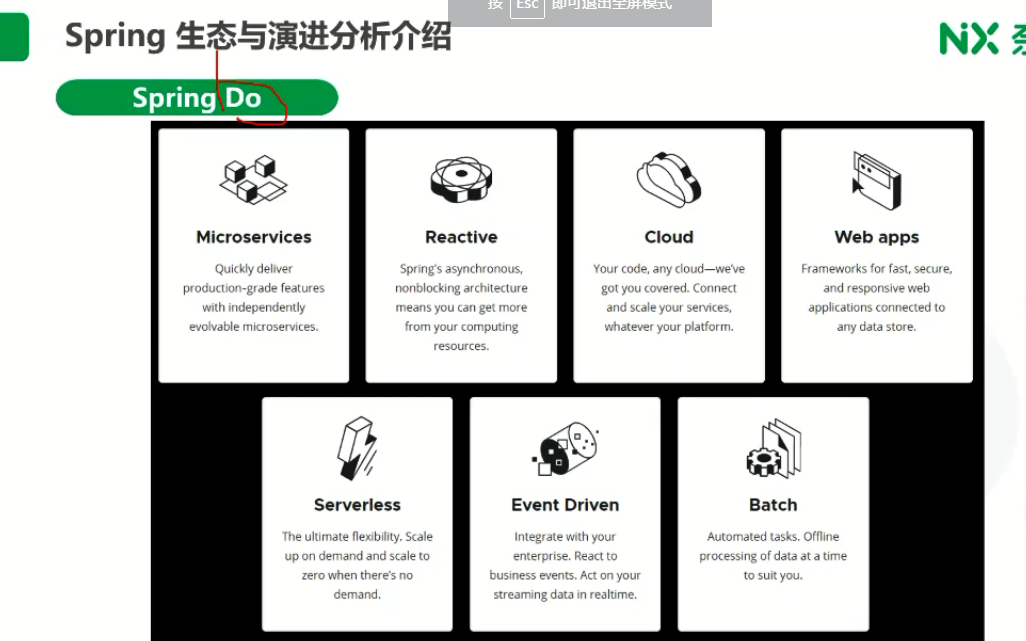 按 Esc 即可退出全屏模式
Spring 生态与演进分析介绍
NX
Spring Do
Microservices
Quickly deliver
production-grade features
with independently
evolvable microservices.
Reactive
Spring's asynchronous,
nonblocking architecture
means you can get more
from your computing
resources.
Cloud
Your code, any cloud—we've
got you covered. Connect
and scale your services,
whatever your platform.
Web apps
Frameworks for fast, secure,
and responsive web
applications connected to
any data store.
Serverless
The ultimate flexibility. Scale
up on demand and scale to
zero when there's no
demand.
Event Driven
Integrate with your
enterprise. React to
business events. Act on your
streaming data in realtime.
Batch
Automated tasks. Offline
processing of data at a time
to suit you.